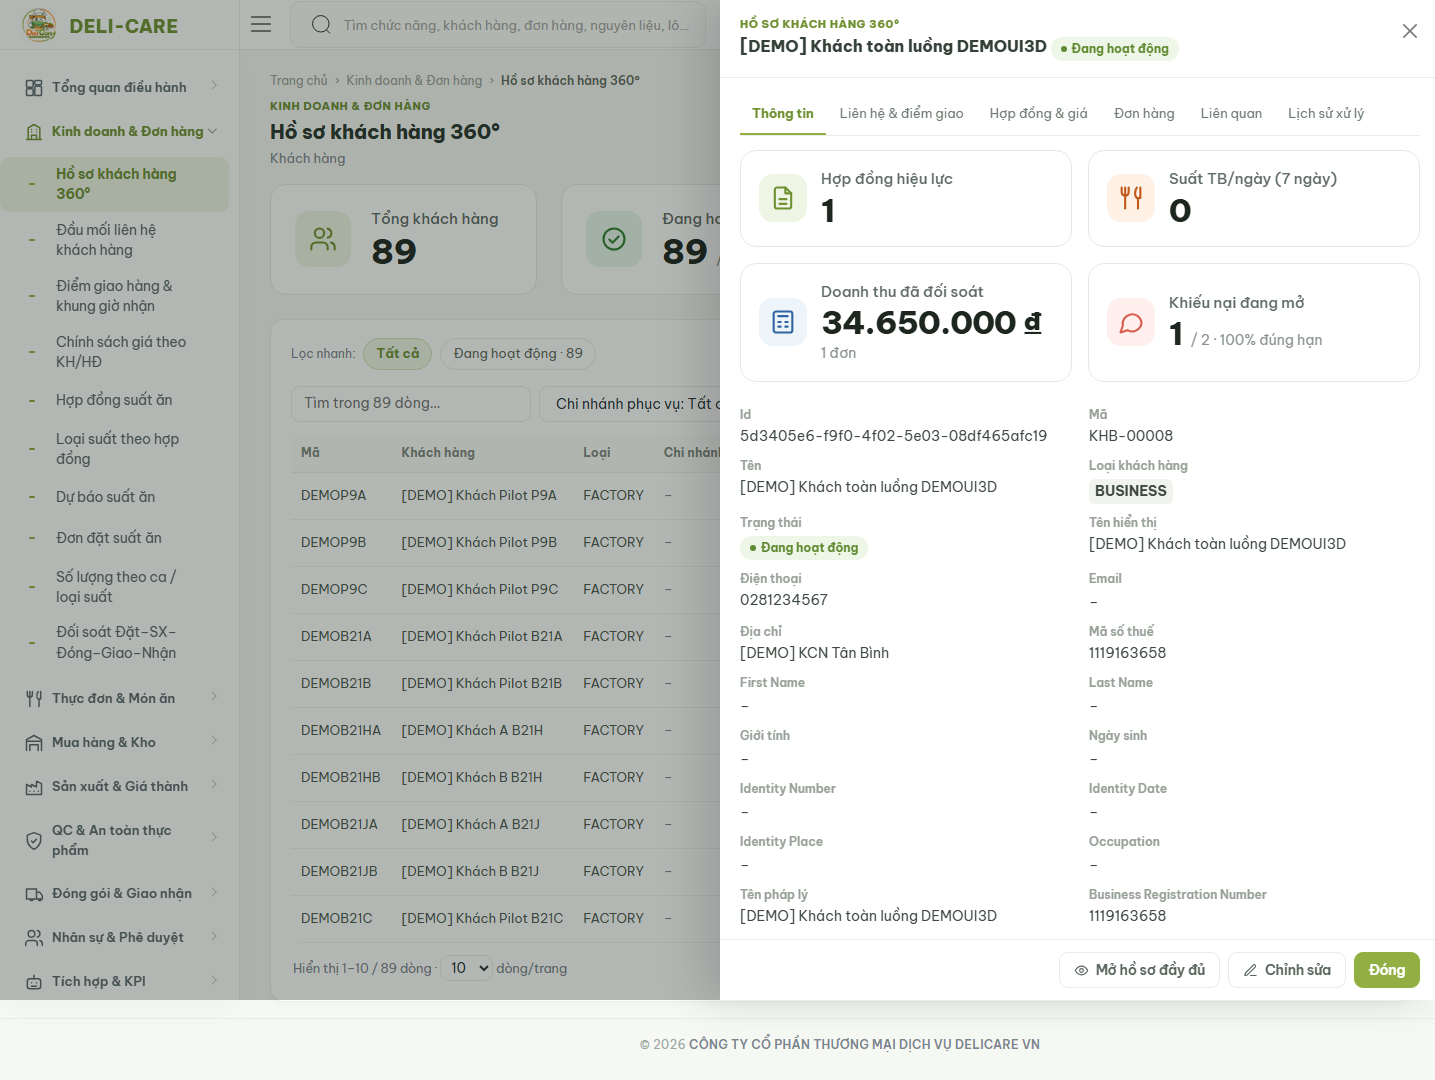 DELI-CARE
Tìm chức năng, khách hàng, đơn hàng, nguyên liệu, lô...
Tổng quan điều hành
Kinh doanh & Đơn hàng
Hồ sơ khách hàng
360°
Đầu mối liên hệ
khách hàng
Điểm giao hàng &
khung giờ nhận
Chính sách giá theo
KH/HĐ
Hợp đồng suất ăn
Loại suất theo hợp
đồng
Dự báo suất ăn
Đơn đặt suất ăn
Số lượng theo ca /
loại suất
Đối soát Đặt–SX–
Đóng–Giao–Nhận
Thực đơn & Món ăn
Mua hàng & Kho
Sản xuất & Giá thành
QC & An toàn thực
phẩm
Đóng gói & Giao nhận
Nhân sự & Phê duyệt
Tích hợp & KPI
Trang chủ › Kinh doanh & Đơn hàng › Hồ sơ khách hàng 360°
KINH DOANH & ĐƠN HÀNG
Hồ sơ khách hàng 360°
Khách hàng
Tổng khách hàng
89
Đang ho
89 /
Lọc nhanh: Tất cả Đang hoạt động · 89
Tìm trong 89 dòng... Chi nhánh phục vụ: Tất c
Mã Khách hàng Loại Chi nhánh
DEMOP9A [DEMO] Khách Pilot P9A FACTORY –
DEMOP9B [DEMO] Khách Pilot P9B FACTORY –
DEMOP9C [DEMO] Khách Pilot P9C FACTORY –
DEMOB21A [DEMO] Khách Pilot B21A FACTORY –
DEMOB21B [DEMO] Khách Pilot B21B FACTORY –
DEMOB21HA [DEMO] Khách A B21H FACTORY –
DEMOB21HB [DEMO] Khách B B21H FACTORY –
DEMOB21JA [DEMO] Khách A B21J FACTORY –
DEMOB21JB [DEMO] Khách B B21J FACTORY –
DEMOB21C [DEMO] Khách Pilot B21C FACTORY –
Hiển thị 1–10 / 89 dòng · 10 dòng/trang
HỒ SƠ KHÁCH HÀNG 360°
[DEMO] Khách toàn luồng DEMOUI3D Đang hoạt động
Thông tin Liên hệ & điểm giao Hợp đồng & giá Đơn hàng Liên quan Lịch sử xử lý
Hợp đồng hiệu lực
1
Suất TB/ngày (7 ngày)
0
Doanh thu đã đối soát
34.650.000 ₫
1 đơn
Khiếu nại đang mở
1 / 2 · 100% đúng hạn
Id
5d3405e6-f9f0-4f02-5e03-08df465afc19
Mã
KHB-00008
Tên
[DEMO] Khách toàn luồng DEMOUI3D
Loại khách hàng
BUSINESS
Trạng thái
Đang hoạt động
Tên hiển thị
[DEMO] Khách toàn luồng DEMOUI3D
Điện thoại
0281234567
Email
–
Địa chỉ
[DEMO] KCN Tân Bình
Mã số thuế
1119163658
First Name
–
Last Name
–
Giới tính
–
Ngày sinh
–
Identity Number
–
Identity Date
–
Identity Place
–
Occupation
–
Tên pháp lý
[DEMO] Khách toàn luồng DEMOUI3D
Business Registration Number
1119163658
Mở hồ sơ đầy đủ Chỉnh sửa Đóng
© 2026 CÔNG TY CỔ PHẦN THƯƠNG MẠI DỊCH VỤ DELICARE VN